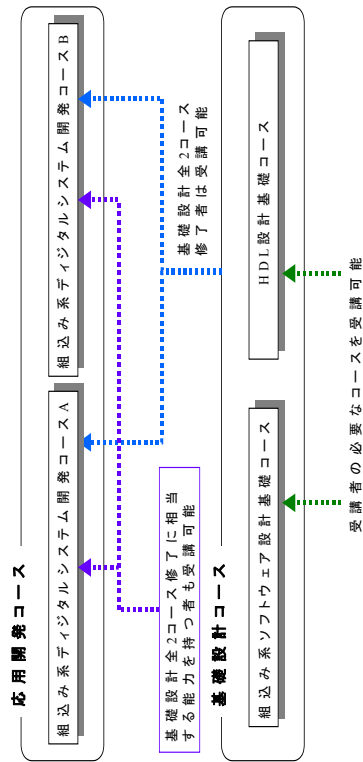 応用開発コース
組込み系ディジタルシステム開発コースA
組込み系ディジタルシステム開発コースB
基礎設計全2コース修了に相当
する能力を持つ者も受講可能
基礎設計全2コース
修了者は受講可能
基礎設計コース
組込み系ソフトウェア設計基礎コース
HDL設計基礎コース
受講者の必要なコースを受講可能